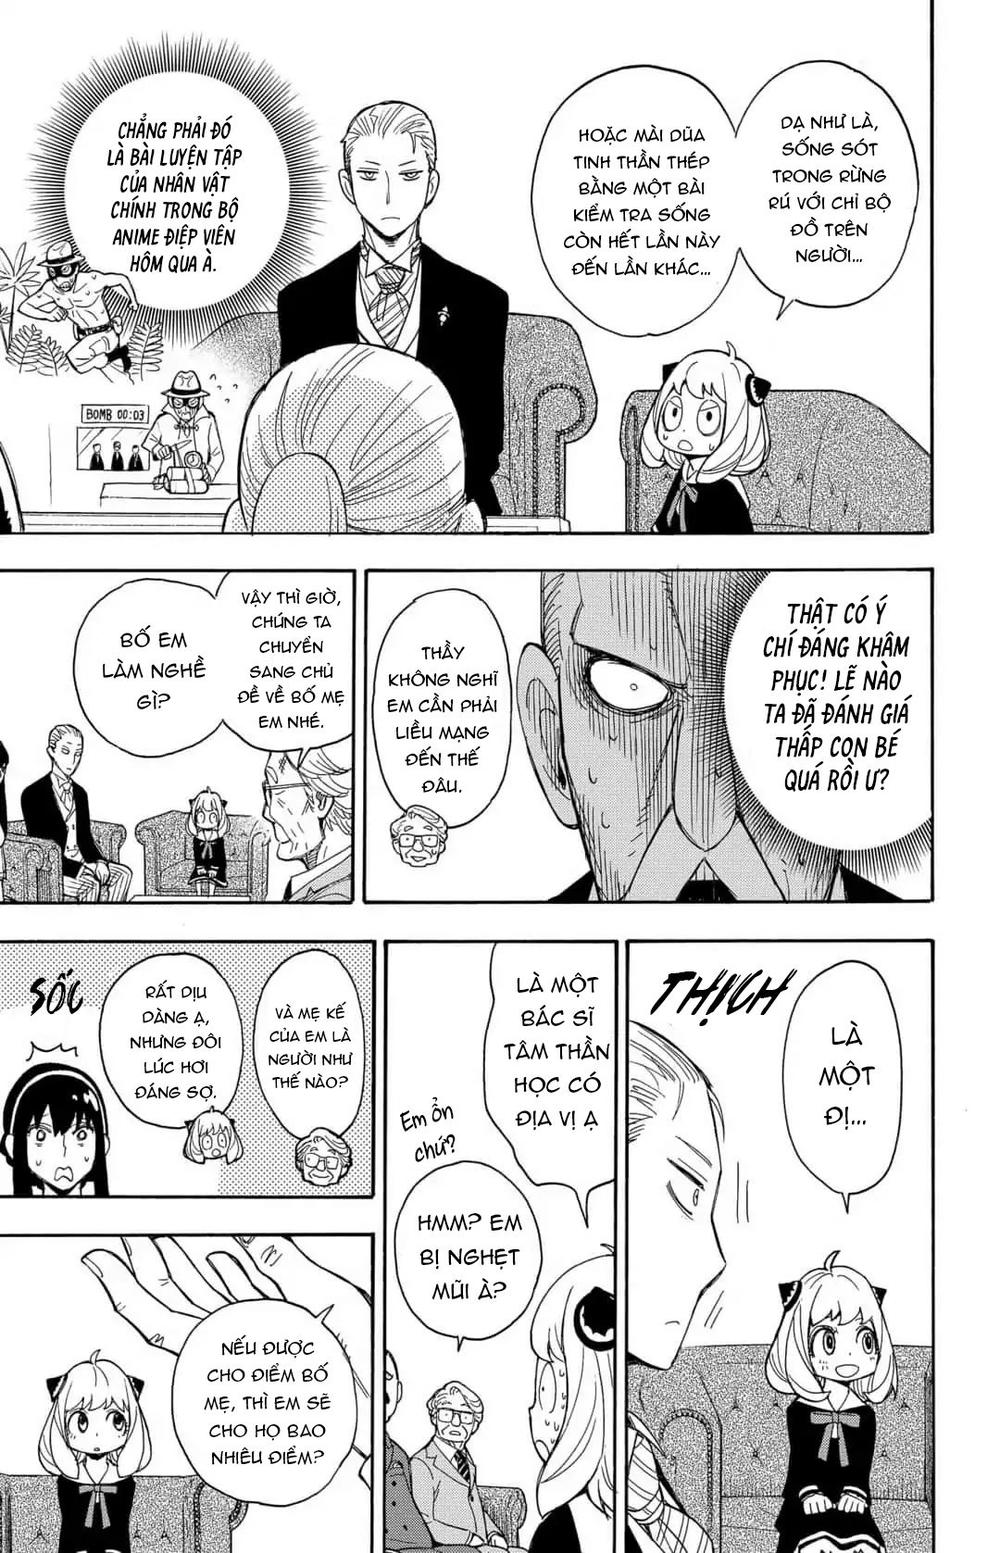 DẠ NHƯ LÀ,
SỐNG SÓT
TRONG RỪNG
RÚ VỚI CHỈ BỘ
ĐỒ TRÊN
NGƯỜI...
HOẶC MÀI DŨA
TINH THẦN THÉP
BẰNG MỘT BÀI
KIỂM TRA SỐNG
CÒN HẾT LẦN NÀY
ĐẾN LẦN KHÁC...
CHẲNG PHẢI ĐÓ
LÀ BÀI LUYỆN TẬP
CỦA NHÂN VẬT
CHÍNH TRONG BỘ
ANIME ĐIỆP VIÊN
HÔM QUA À.
BOMB 00:03
THẬT CÓ Ý
CHÍ ĐÁNG KHÂM
PHỤC! LẼ NÀO
TA ĐÃ ĐÁNH GIÁ
THẤP CON BÉ
QUÁ RỒI Ư?
THẦY
KHÔNG NGHĨ
EM CẦN PHẢI
LIỀU MẠNG
ĐẾN THẾ
ĐÂU.
VẬY THÌ GIỜ,
CHÚNG TA
CHUYỂN
SANG CHỦ
ĐỀ VỀ BỐ MẸ
EM NHÉ.
BỐ EM
LÀM NGHỀ
GÌ?
LÀ
MỘT
ĐỊ...
THỊCH
LÀ MỘT
BÁC SĨ
TÂM THẦN
HỌC CÓ
ĐỊA VỊ Ạ
Em ổn
chứ?
HMM? EM
BỊ NGHẸT
MŨI À?
VÀ MẸ KẾ
CỦA EM LÀ
NGƯỜI NHƯ
THẾ NÀO?
RẤT DỊU
DÀNG Ạ,
NHƯNG ĐÔI
LÚC HƠI
ĐÁNG SỢ.
SỐC
NẾU ĐƯỢC
CHO ĐIỂM BỐ
MẸ, THÌ EM SẼ
CHO HỌ BAO
NHIÊU ĐIỂM?